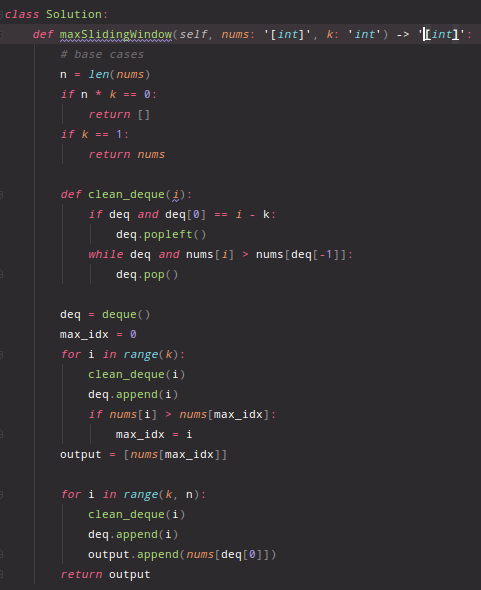 class Solution:
    def maxSlidingWindow(self, nums: '[int]', k: 'int') -> '[int]':
        # base cases
        n = len(nums)
        if n * k == 0:
            return []
        if k == 1:
            return nums

        def clean_deque(i):
            if deq and deq[0] == i - k:
                deq.popleft()
            while deq and nums[i] > nums[deq[-1]]:
                deq.pop()

        deq = deque()
        max_idx = 0
        for i in range(k):
            clean_deque(i)
            deq.append(i)
            if nums[i] > nums[max_idx]:
                max_idx = i
        output = [nums[max_idx]]

        for i in range(k, n):
            clean_deque(i)
            deq.append(i)
            output.append(nums[deq[0]])
        return output